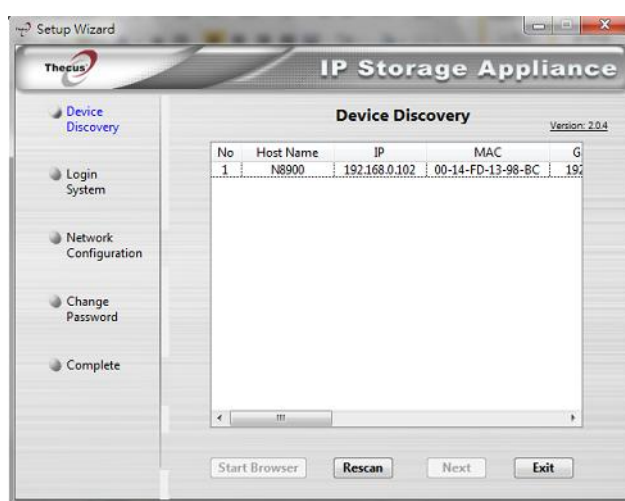 Setup Wizard
Thecus
IP Storage Appliance
Device Discovery
Version: 2.0.4
Device
Discovery
Login
System
Network
Configuration
Change
Password
Complete
No Host Name IP MAC G
1 N8900 192.168.0.102 00-14-FD-13-98-BC 192
Start Browser Rescan Next Exit